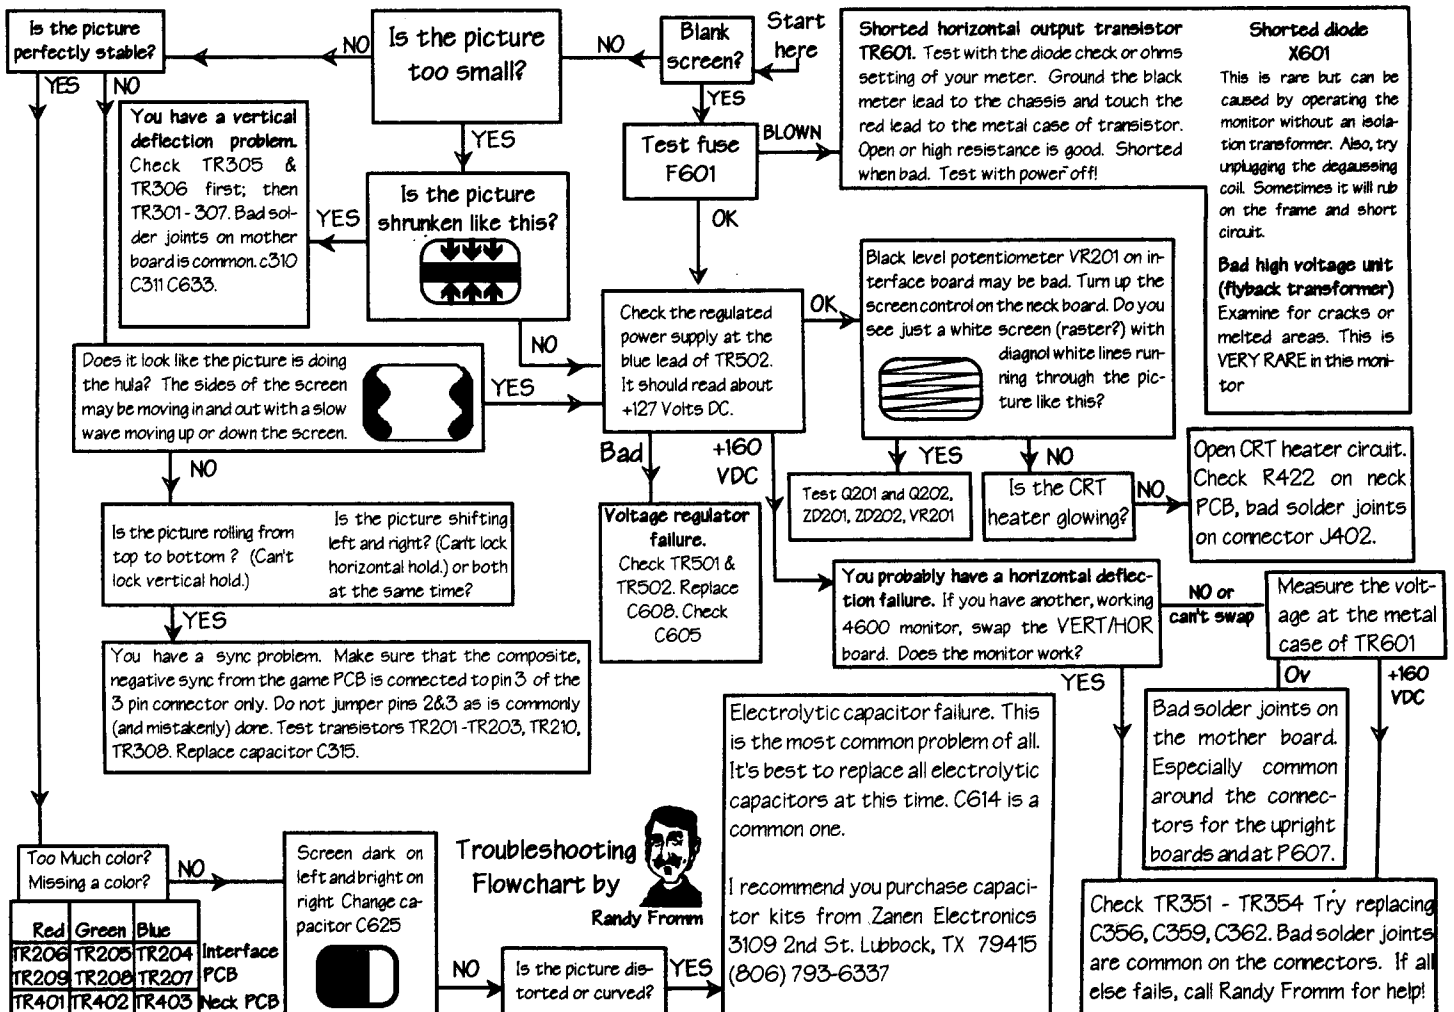 Start
here
Blank
screen?
NO
YES
Is the picture
too small?
NO
YES
Is the picture
perfectly stable?
YES
NO
Test fuse
F601
BLOWN
OK
Shorted horizontal output transistor
TR601. Test with the diode check or ohms
setting of your meter. Ground the black
meter lead to the chassis and touch the
red lead to the metal case of transistor.
Open or high resistance is good. Shorted
when bad. Test with power off!
Shorted diode
X601
This is rare but can be
caused by operating the
monitor without an isola-
tion transformer. Also, try
unplugging the degaussing
coil. Sometimes it will rub
on the frame and short
circuit.
Bad high voltage unit
(flyback transformer)
Examine for cracks or
melted areas. This is
VERY RARE in this moni-
tor
You have a vertical
deflection problem.
Check TR305 &
TR306 first; then
TR301-307. Bad sol-
der joints on mother
board is common. c310
C311 C633.
YES
Is the picture
shrunken like this?
NO
Check the regulated
power supply at the
blue lead of TR502.
It should read about
+127 Volts DC.
OK
Bad
+160
VDC
Black level potentiometer VR201 on in-
terface board may be bad. Turn up the
screen control on the neck board. Do you
see just a white screen (raster?) with
diagnol white lines run-
ning through the pic-
ture like this?
YES
NO
Does it look like the picture is doing
the hula? The sides of the screen
may be moving in and out with a slow
wave moving up or down the screen.
YES
NO
Test Q201 and Q202,
ZD201, ZD202, VR201
Is the CRT
heater glowing?
NO
Open CRT heater circuit.
Check R422 on neck
PCB, bad solder joints
on connector J402.
Voltage regulator
failure.
Check TR501 &
TR502. Replace
C608. Check
C605
Is the picture rolling from
top to bottom ? (Can't
lock vertical hold.)
Is the picture shifting
left and right? (Can't lock
horizontal hold.) or both
at the same time?
YES
You probably have a horizontal deflec-
tion failure. If you have another, working
4600 monitor, swap the VERT/HOR
board. Does the monitor work?
NO or
can't swap
YES
Measure the volt-
age at the metal
case of TR601
0v
+160
VDC
You have a sync problem. Make sure that the composite,
negative sync from the game PCB is connected to pin 3 of the
3 pin connector only. Do not jumper pins 2&3 as is commonly
(and mistakenly) done. Test transistors TR201-TR203, TR210,
TR308. Replace capacitor C315.
Bad solder joints on
the mother board.
Especially common
around the connec-
tors for the upright
boards and at P607.
Electrolytic capacitor failure. This
is the most common problem of all.
It's best to replace all electrolytic
capacitors at this time. C614 is a
common one.
I recommend you purchase capaci-
tor kits from Zanen Electronics
3109 2nd St. Lubbock, TX 79415
(806) 793-6337
Check TR351 - TR354 Try replacing
C356, C359, C362. Bad solder joints
are common on the connectors. If all
else fails, call Randy Fromm for help!
Too Much color?
Missing a color?
NO
Red Green Blue
TR206 TR205 TR204 Interface
TR209 TR208 TR207 PCB
TR401 TR402 TR403 Neck PCB
Screen dark on
left and bright on
right Change ca-
pacitor C625
NO
Is the picture dis-
torted or curved?
YES
Troubleshooting
Flowchart by
Randy Fromm